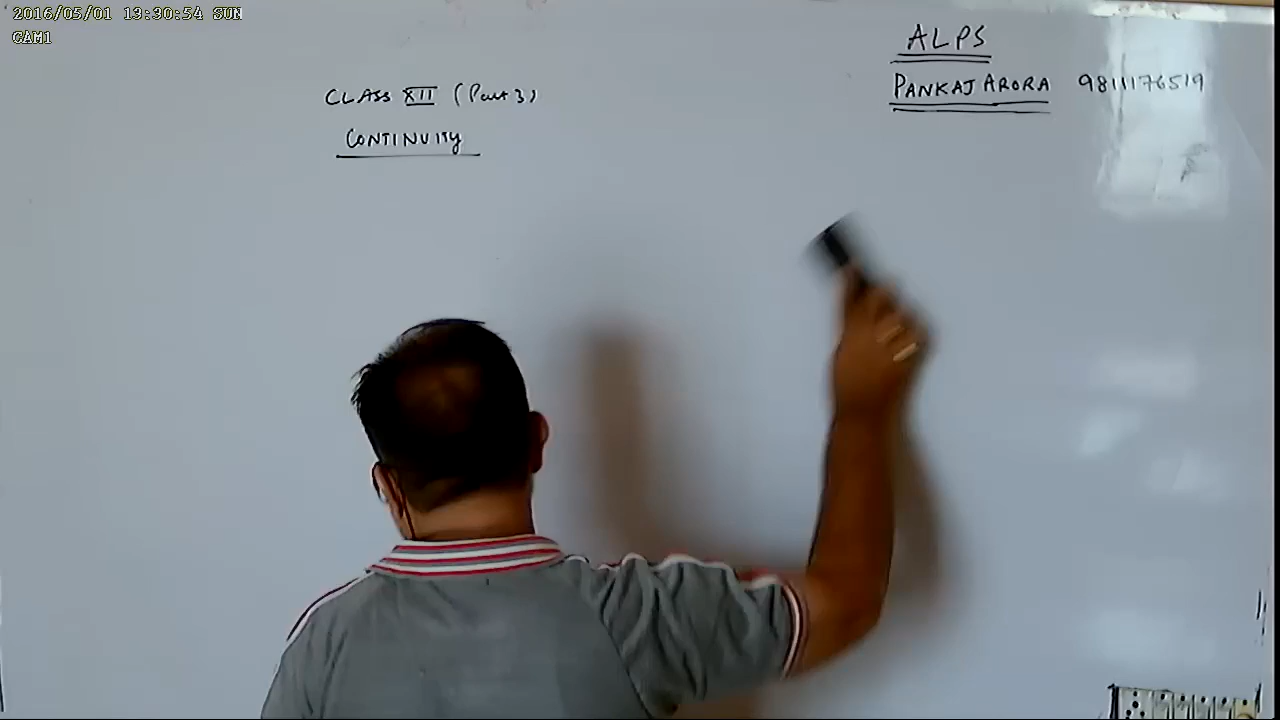 2016/05/01 13:30:54 SUN
CAM1
ALPS
PANKAJ ARORA 9811176519
CLASS XII (Part 3)
CONTINUITY